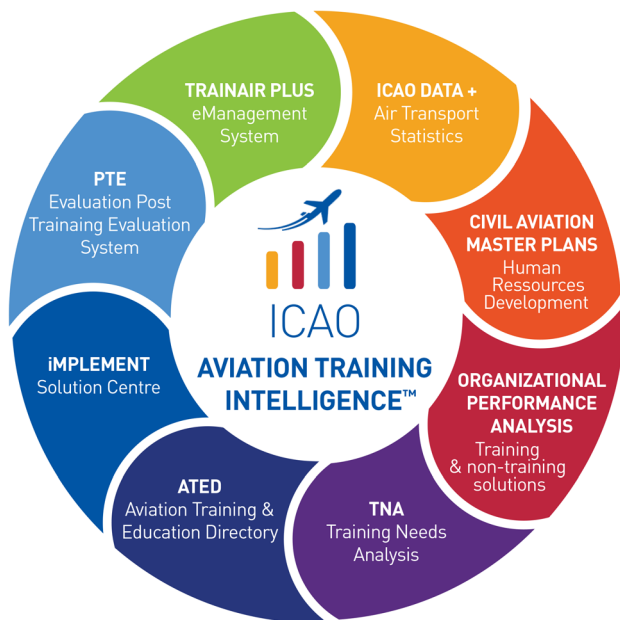 TRAINAIR PLUS
eManagement
System
ICAO DATA +
Air Transport
Statistics
CIVIL AVIATION
MASTER PLANS
Human
Ressources
Development
ORGANIZATIONAL
PERFORMANCE
ANALYSIS
Training
& non-training
solutions
TNA
Training Needs
Analysis
ATED
Aviation Training &
Education Directory
iMPLEMENT
Solution Centre
PTE
Evaluation Post
Trainaing Evaluation
System
ICAO
AVIATION TRAINING
INTELLIGENCE™